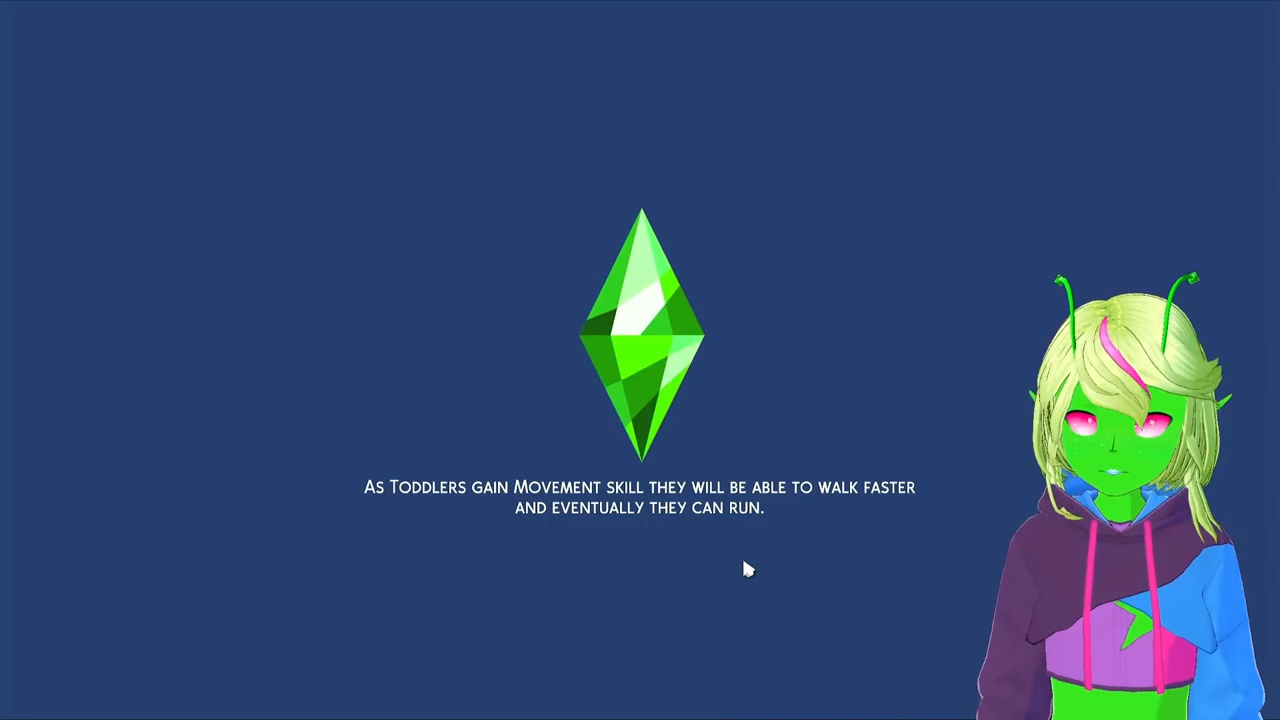 As Toddlers gain Movement skill they will be able to walk faster
and eventually they can run.